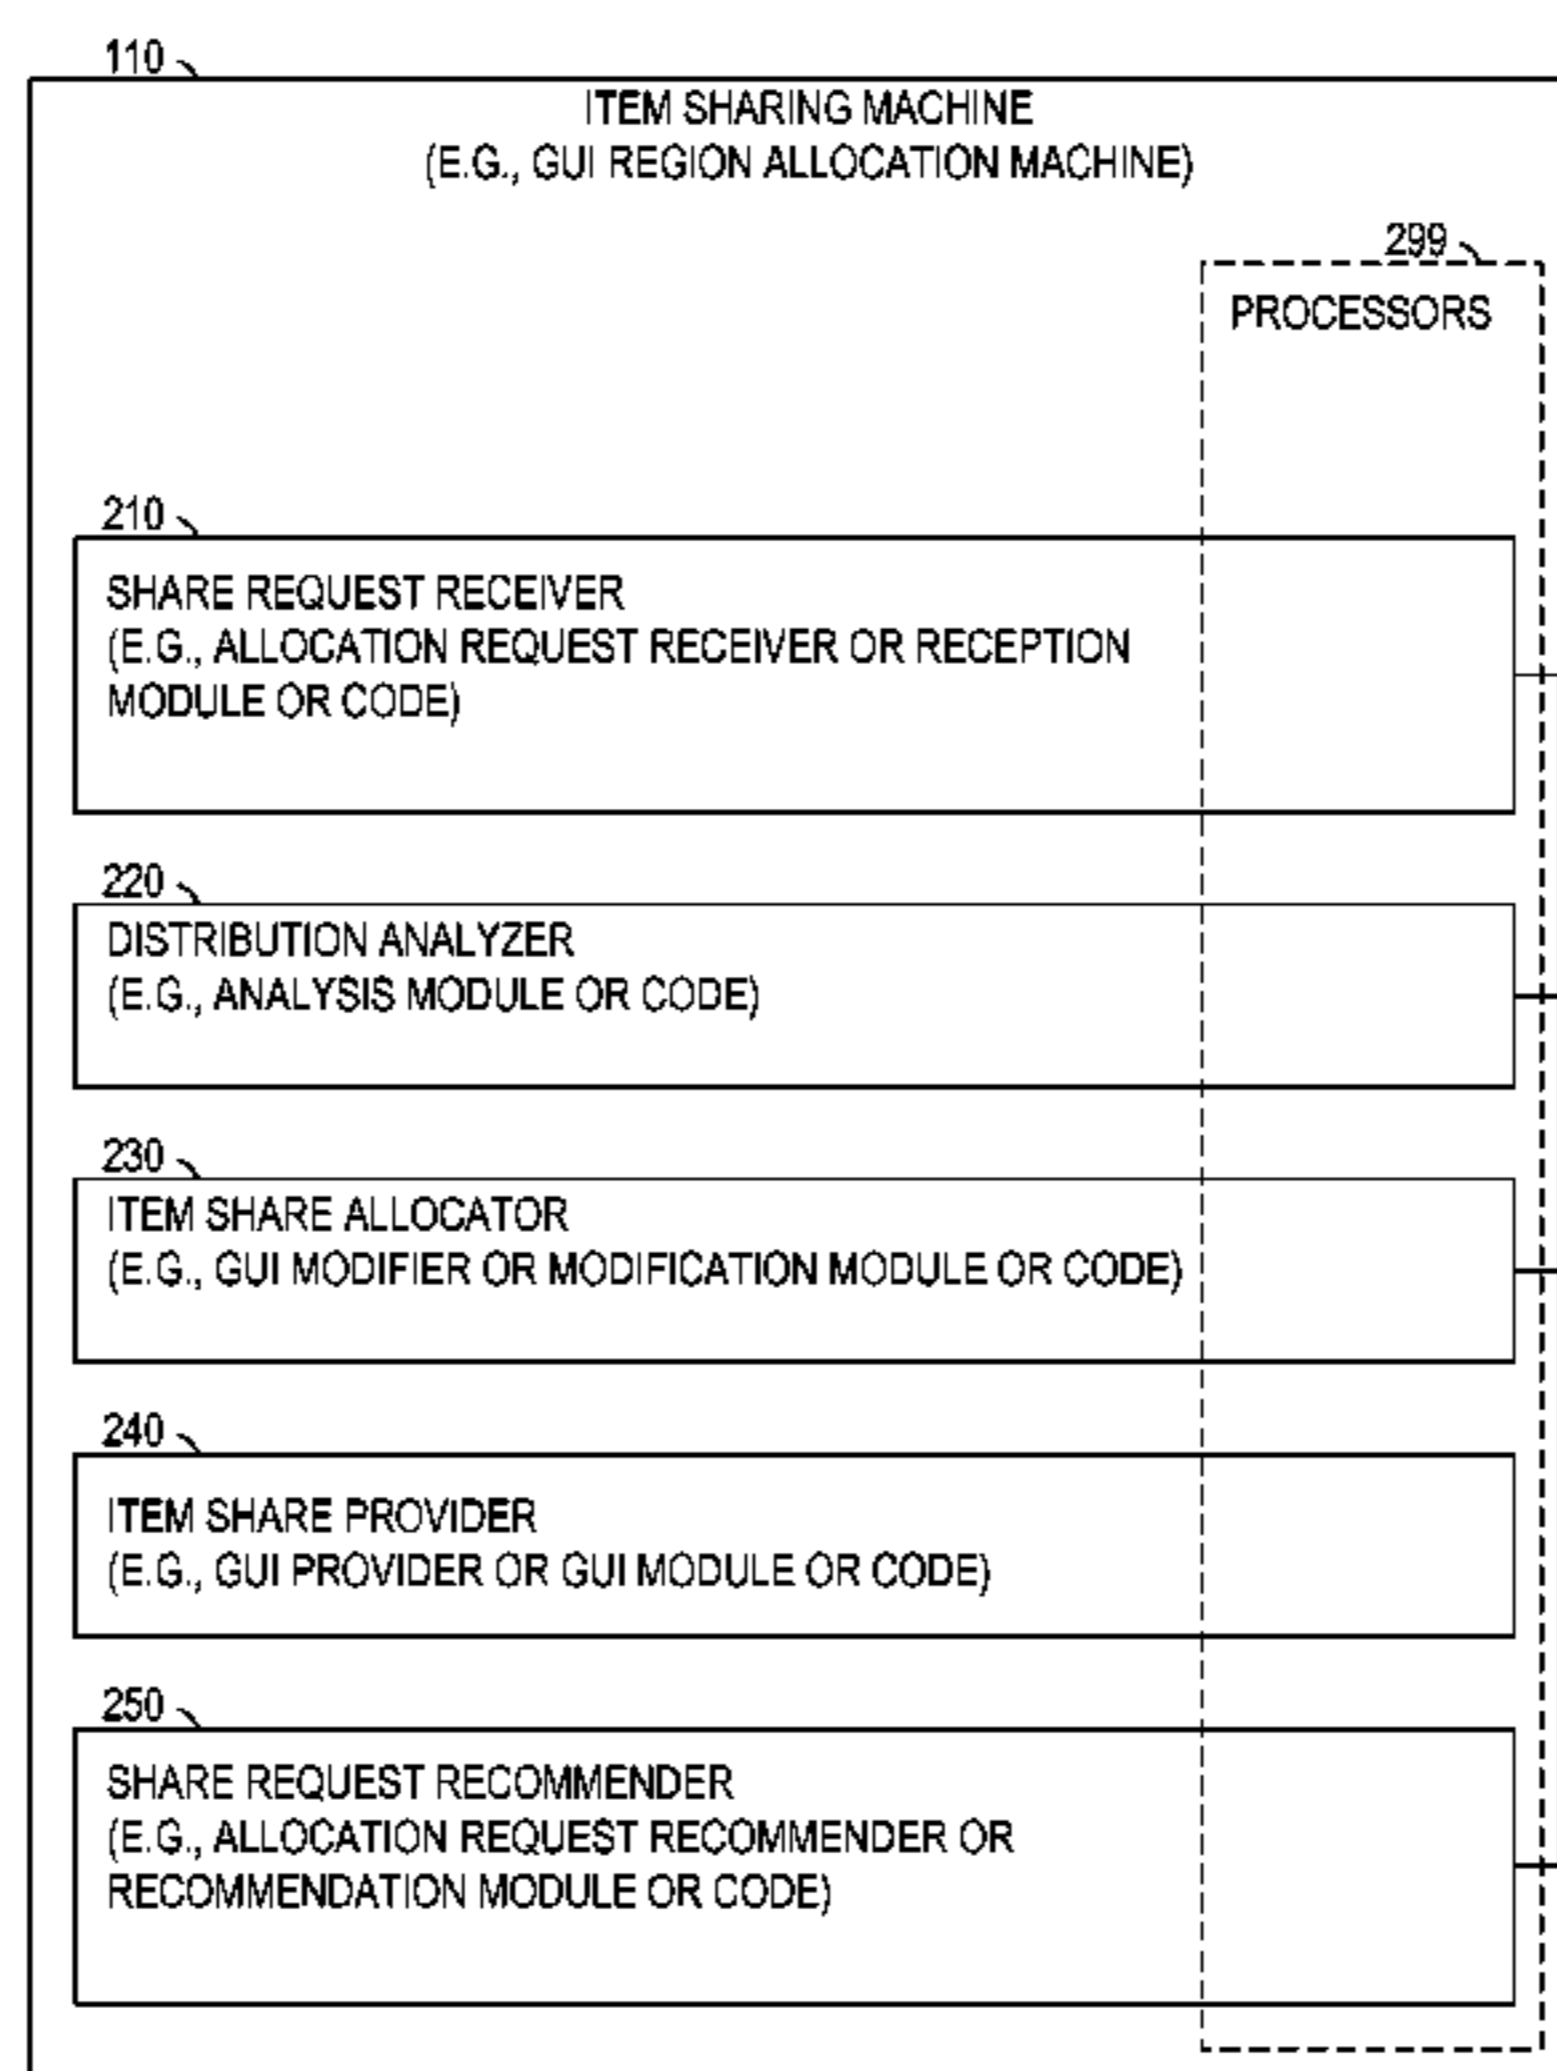 110
ITEM SHARING MACHINE
(E.G., GUI REGION ALLOCATION MACHINE)
299
PROCESSORS
210
SHARE REQUEST RECEIVER
(E.G., ALLOCATION REQUEST RECEIVER OR RECEPTION
MODULE OR CODE)
220
DISTRIBUTION ANALYZER
(E.G., ANALYSIS MODULE OR CODE)
230
ITEM SHARE ALLOCATOR
(E.G., GUI MODIFIER OR MODIFICATION MODULE OR CODE)
240
ITEM SHARE PROVIDER
(E.G., GUI PROVIDER OR GUI MODULE OR CODE)
250
SHARE REQUEST RECOMMENDER
(E.G., ALLOCATION REQUEST RECOMMENDER OR
RECOMMENDATION MODULE OR CODE)